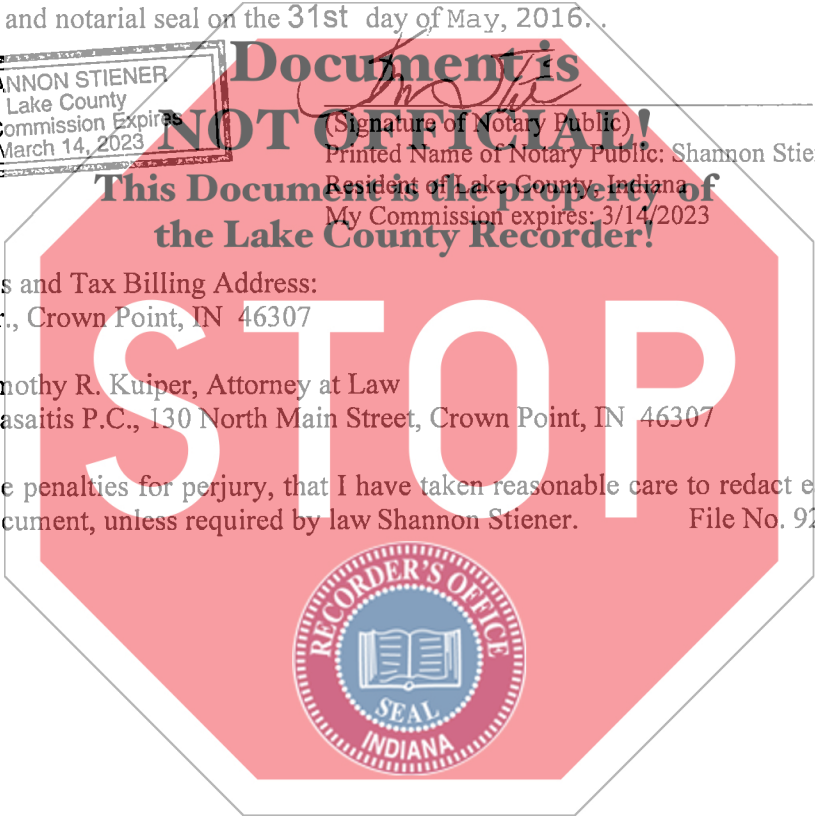 and notarial seal on the 31st day of May, 2016. .
Document is
NNON STIENER
Lake County
ommission Expires
March 14, 2023
NOT OFFICIAL!
(Signature of Notary Public)
Printed Name of Notary Public: Shannon Stie
This Document is the property of
Resident of Lake County, Indiana
My Commission expires: 3/14/2023
the Lake County Recorder!
s and Tax Billing Address:
r., Crown Point, IN 46307
STOP
mothy R. Kuiper, Attorney at Law
asaitis P.C., 130 North Main Street, Crown Point, IN 46307
e penalties for perjury, that I have taken reasonable care to redact e
cument, unless required by law Shannon Stiener. File No. 92
RECORDER'S OFFICE
SEAL
INDIANA